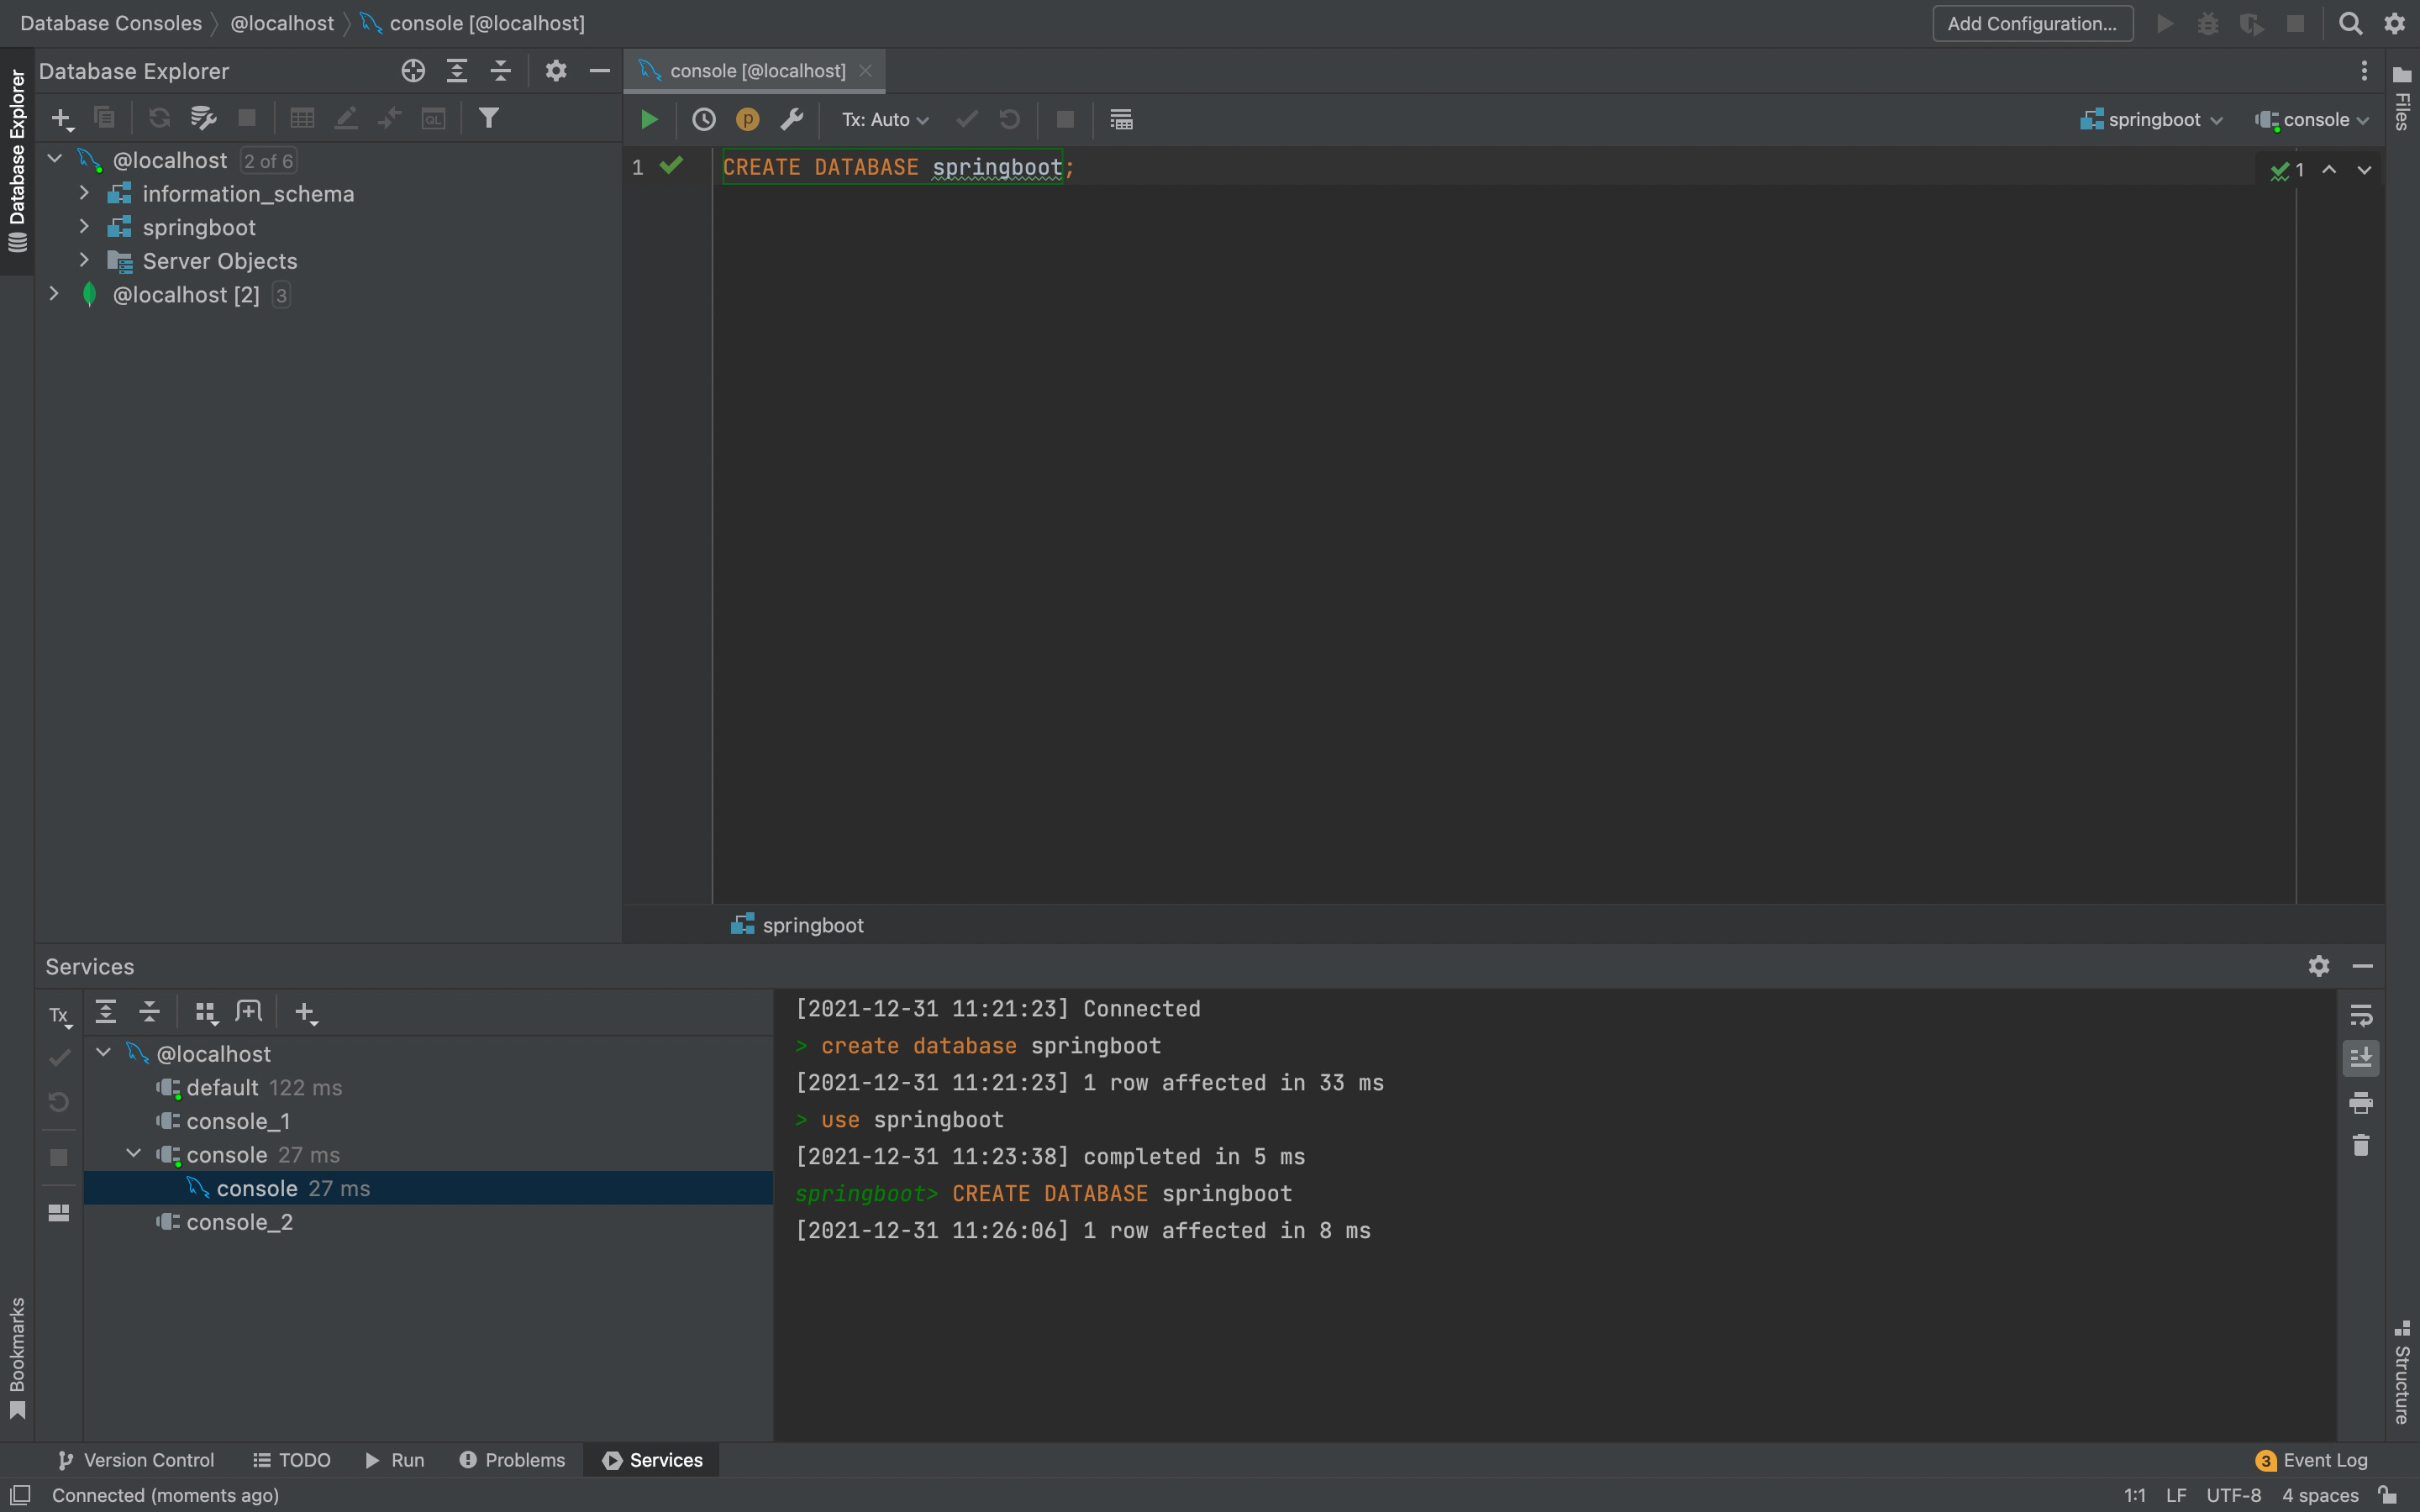 Database Consoles @localhost console [@localhost]
Add Configuration...
Database Explorer
console [@localhost]
Tx: Auto
springboot
console
@localhost 2 of 6
information_schema
springboot
Server Objects
@localhost [2] 3
1 CREATE DATABASE springboot;
1
springboot
Database Explorer
Files
Services
Tx
@localhost
default 122 ms
console_1
console 27 ms
console 27 ms
console_2
[2021-12-31 11:21:23] Connected
> create database springboot
[2021-12-31 11:21:23] 1 row affected in 33 ms
> use springboot
[2021-12-31 11:23:38] completed in 5 ms
springboot> CREATE DATABASE springboot
[2021-12-31 11:26:06] 1 row affected in 8 ms
Bookmarks
Structure
Version Control
TODO
Run
Problems
Services
3 Event Log
Connected (moments ago)
1:1 LF UTF-8 4 spaces